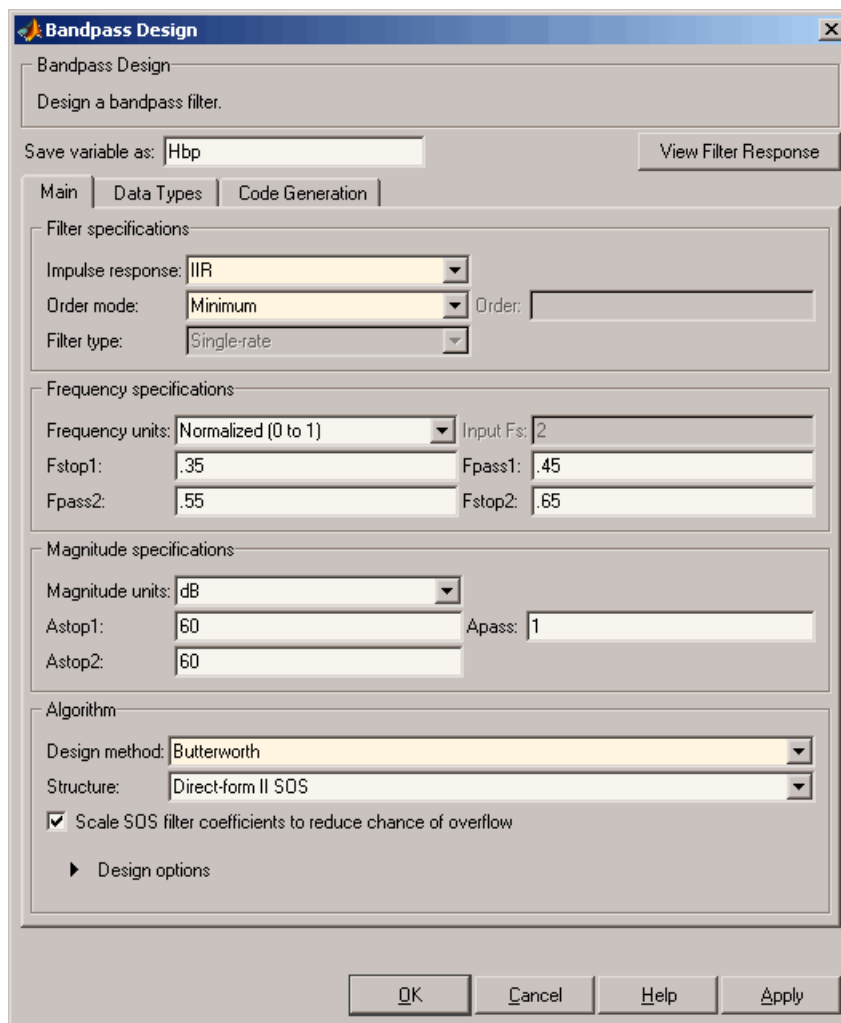 Bandpass Design
Bandpass Design
Design a bandpass filter.
Save variable as: Hbp View Filter Response
Main Data Types Code Generation
Filter specifications
Impulse response: IIR
Order mode: Minimum Order:
Filter type: Single-rate
Frequency specifications
Frequency units: Normalized (0 to 1) Input Fs: 2
Fstop1: .35 Fpass1: .45
Fpass2: .55 Fstop2: .65
Magnitude specifications
Magnitude units: dB
Astop1: 60 Apass: 1
Astop2: 60
Algorithm
Design method: Butterworth
Structure: Direct-form II SOS
Scale SOS filter coefficients to reduce chance of overflow
Design options
OK Cancel Help Apply